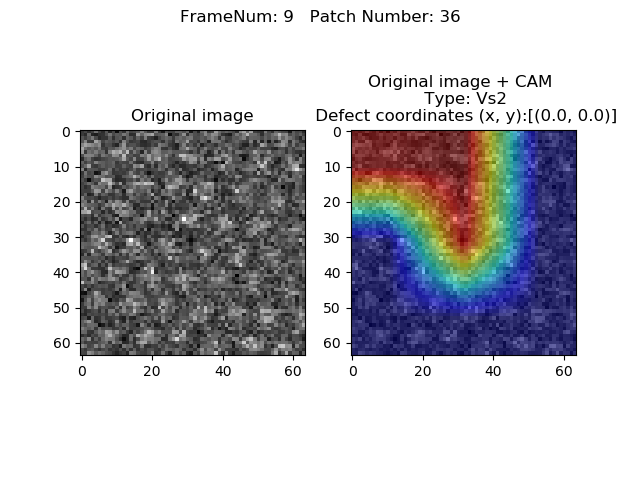 FrameNum: 9   Patch Number: 36
Original image
0
10
20
30
40
50
60
0 20 40 60
Original image + CAM
Type: Vs2
Defect coordinates (x, y):[(0.0, 0.0)]
0
10
20
30
40
50
60
0 20 40 60